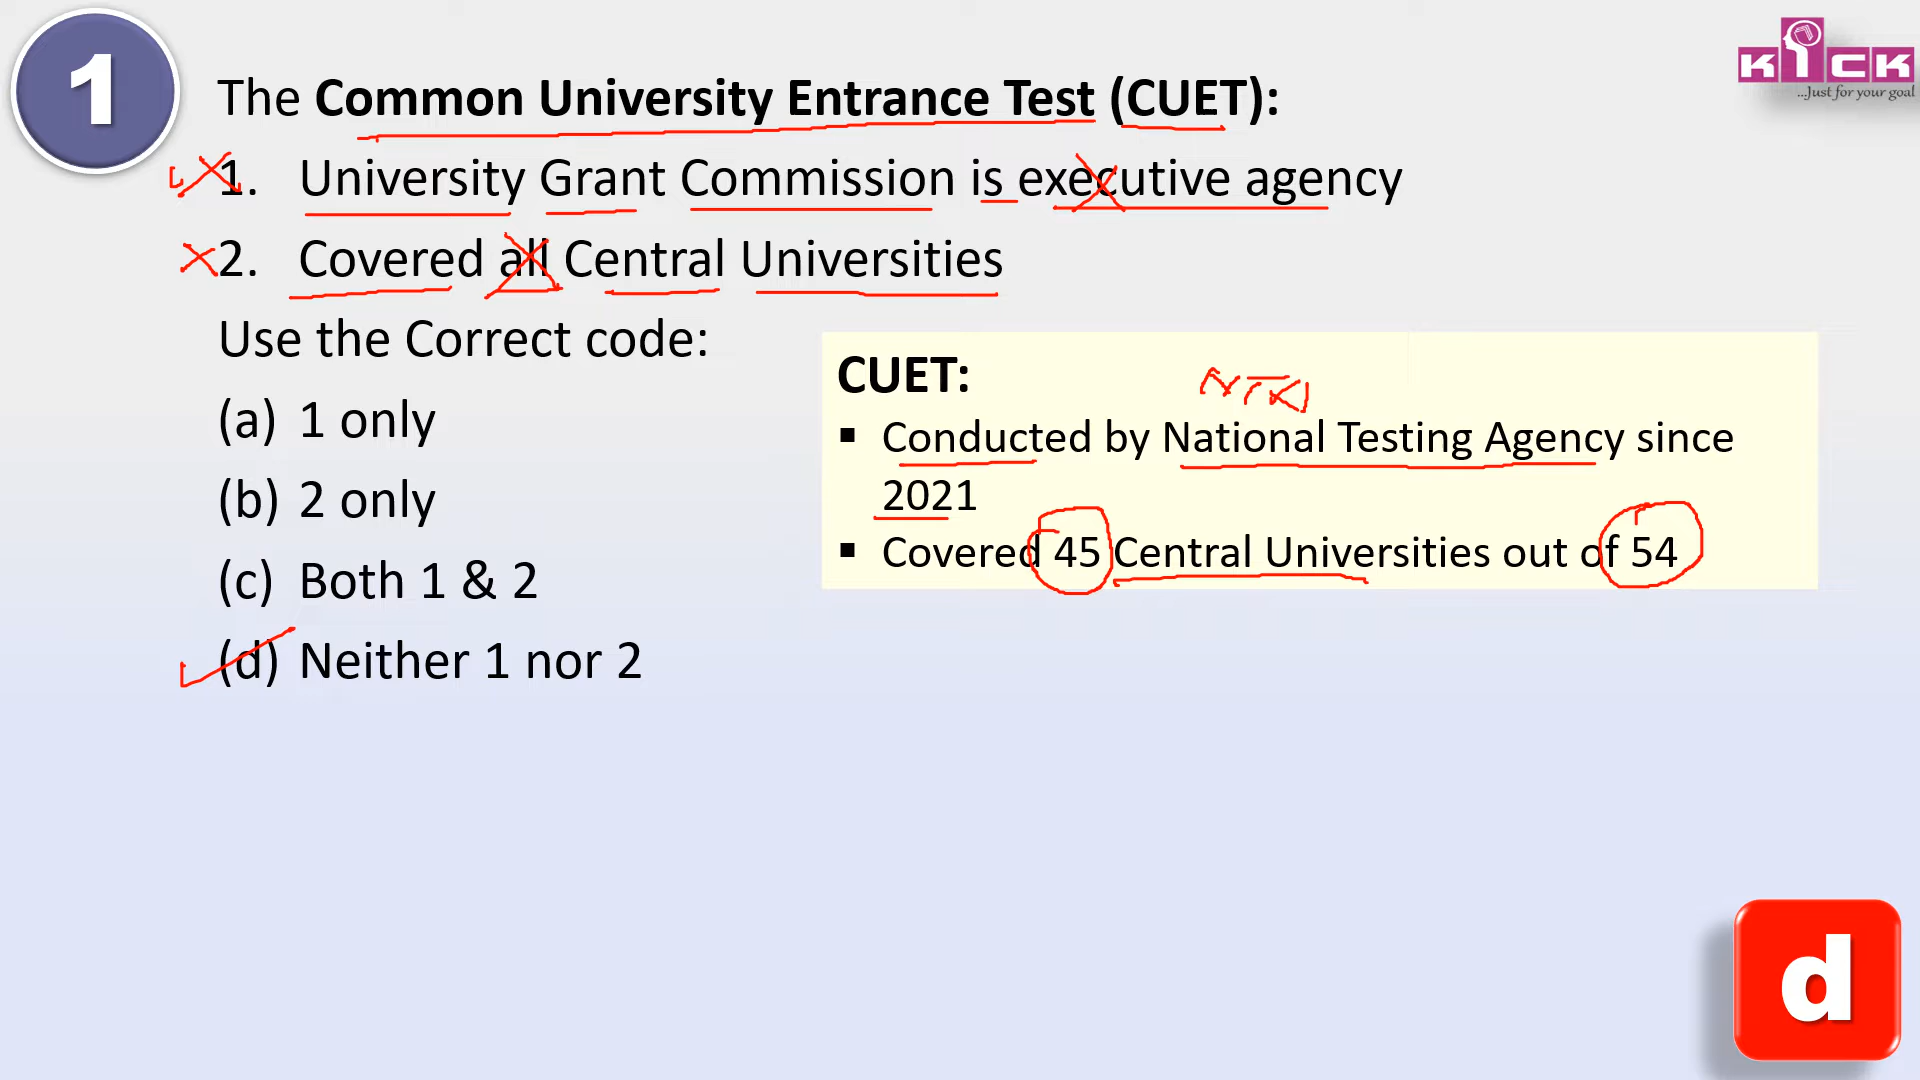 1
KICK
...Just for your goal
The Common University Entrance Test (CUET):
1. University Grant Commission is executive agency
2. Covered all Central Universities
Use the Correct code:
(a) 1 only
(b) 2 only
(c) Both 1 & 2
(d) Neither 1 nor 2
CUET:
NTA
▪ Conducted by National Testing Agency since
2021
▪ Covered 45 Central Universities out of 54
d